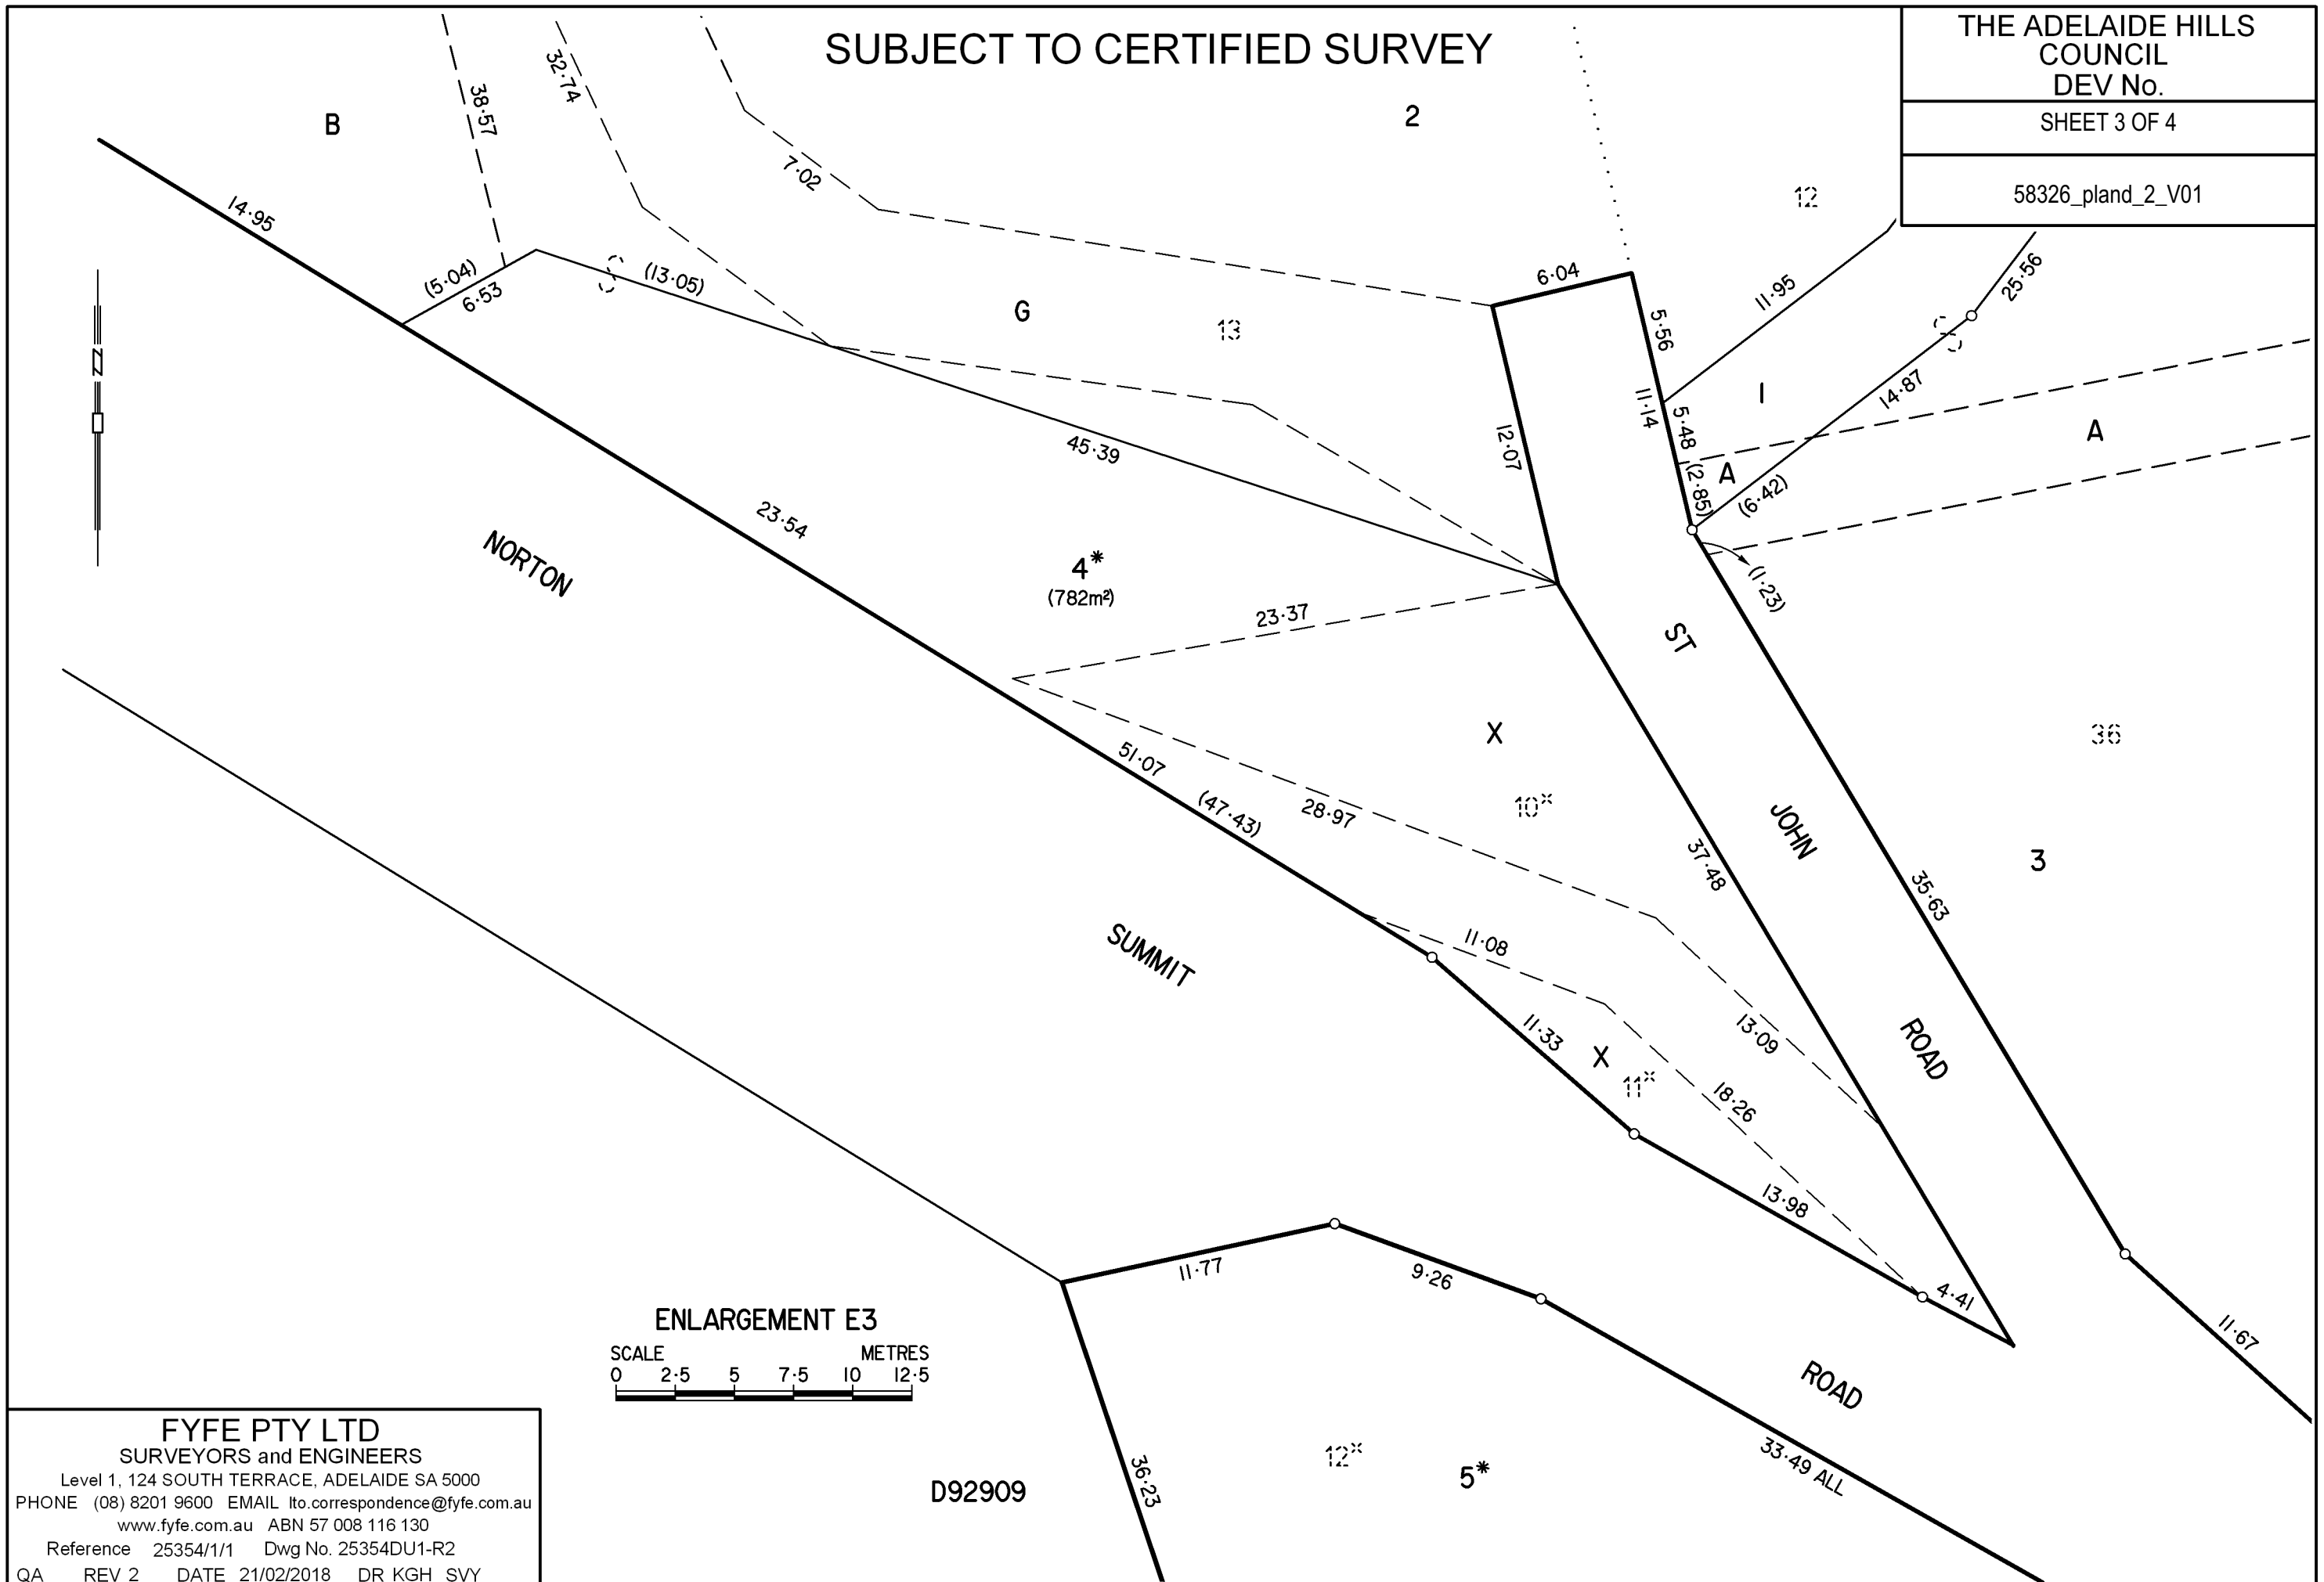 SUBJECT TO CERTIFIED SURVEY
THE ADELAIDE HILLS
COUNCIL
DEV No.
SHEET 3 OF 4
58326_pland_2_V01
B
38·57
32·74
7·02
2
12
14·95
(5·04)
6·53
(13·05)
G
13
6·04
5·56
11·95
25·56
11·14
5·48
(2·85)
1
14·87
A
A
(6·42)
(1·23)
N
45·39
12·07
23·54
NORTON
4*
(782m²)
23·37
ST
X
10*
36
51·07
(47·43)
28·97
JOHN
37·48
35·63
3
SUMMIT
11·08
11·33
X
11*
13·09
18·26
ROAD
13·98
4·41
11·67
11·77
9·26
ROAD
33·49 ALL
ENLARGEMENT E3
SCALE METRES
0 2·5 5 7·5 10 12·5
36·23
12*
5*
D92909
FYFE PTY LTD
SURVEYORS and ENGINEERS
Level 1, 124 SOUTH TERRACE, ADELAIDE SA 5000
PHONE (08) 8201 9600 EMAIL lto.correspondence@fyfe.com.au
www.fyfe.com.au ABN 57 008 116 130
Reference 25354/1/1 Dwg No. 25354DU1-R2
QA REV 2 DATE 21/02/2018 DR KGH SVY